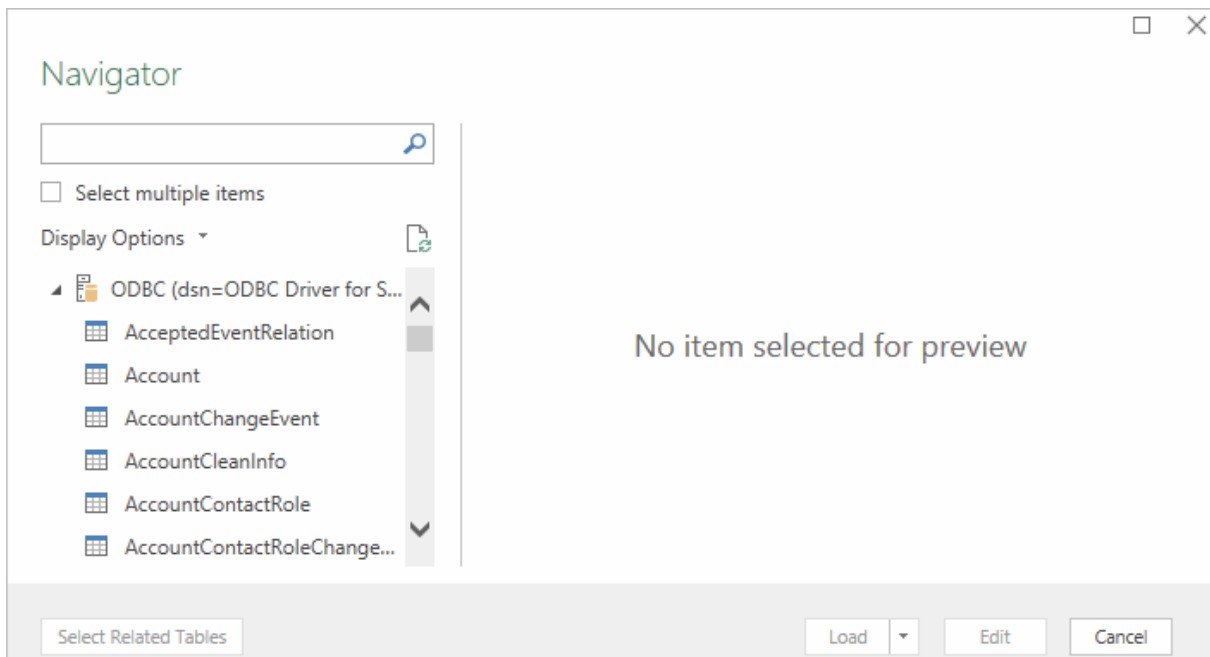 Navigator
Select multiple items
Display Options
ODBC (dsn=ODBC Driver for S...
AcceptedEventRelation
Account
AccountChangeEvent
AccountCleanInfo
AccountContactRole
AccountContactRoleChange...
No item selected for preview
Select Related Tables
Load
Edit
Cancel